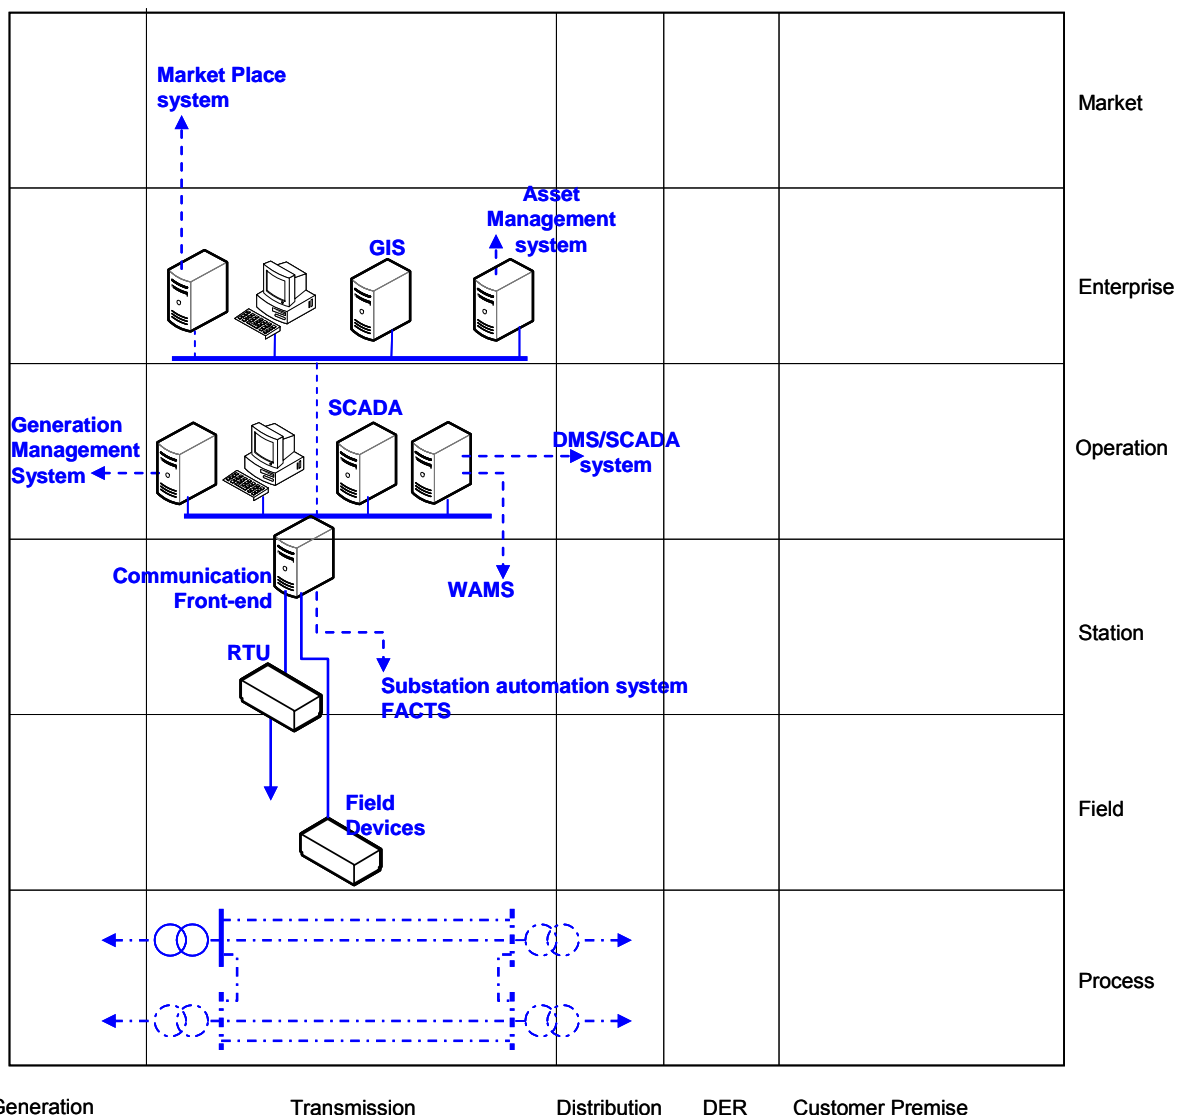 Market Place
system
Market
Asset
Management
system
GIS
Enterprise
SCADA
Generation
Management
System
DMS/SCADA
system
Operation
Communication
Front-end
WAMS
Station
RTU
Substation automation system
FACTS
Field
Devices
Field
Process
Generation
Transmission
Distribution
DER
Customer Premise